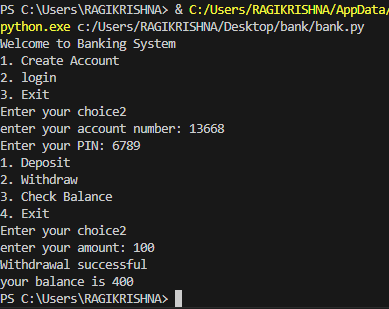 PS C:\Users\RAGIKRISHNA> & C:/Users/RAGIKRISHNA/AppData/
python.exe c:/Users/RAGIKRISHNA/Desktop/bank/bank.py
Welcome to Banking System
1. Create Account
2. login
3. Exit
Enter your choice2
enter your account number: 13668
Enter your PIN: 6789
1. Deposit
2. Withdraw
3. Check Balance
4. Exit
Enter your choice2
enter your amount: 100
Withdrawal successful
your balance is 400
PS C:\Users\RAGIKRISHNA>